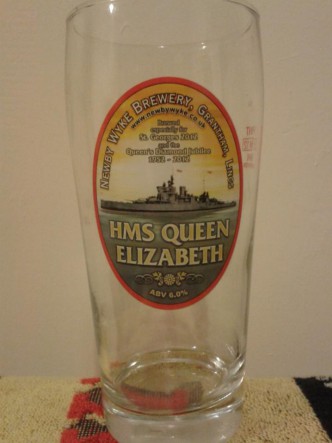 NEWBY WYKE BREWERY, GRANTHAM, LINCS
www.newbywyke.co.uk
Brewed
especially for
St. Georges 2012
and the
Queen's Diamond Jubilee
1952 - 2012
HMS QUEEN
ELIZABETH
ABV 6.0%